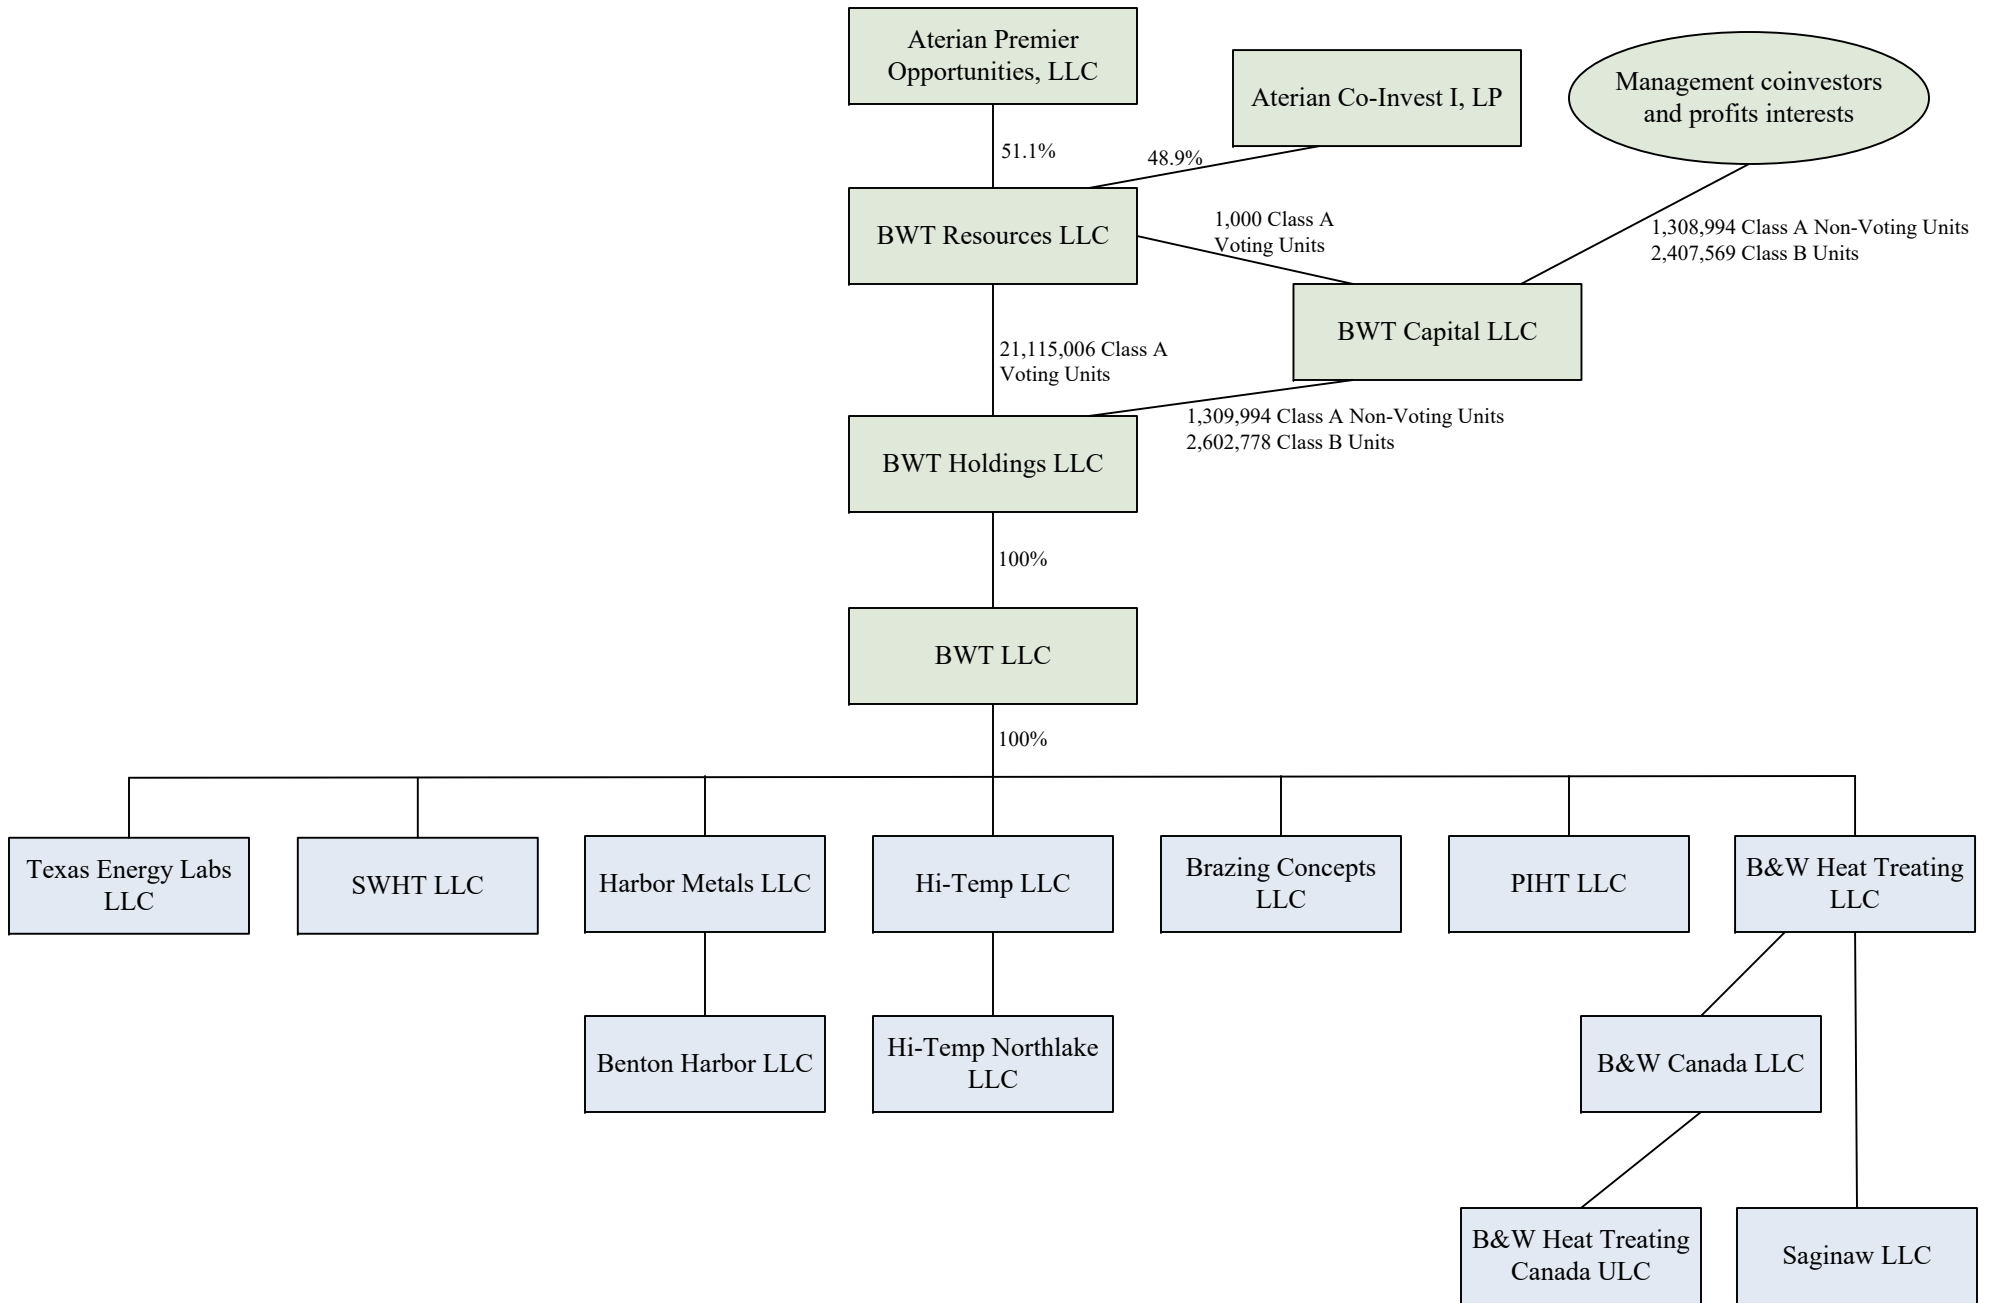 Aterian Premier
Opportunities, LLC
Aterian Co-Invest I, LP
Management coinvestors
and profits interests
51.1%
48.9%
BWT Resources LLC
1,000 Class A
Voting Units
1,308,994 Class A Non-Voting Units
2,407,569 Class B Units
BWT Capital LLC
21,115,006 Class A
Voting Units
1,309,994 Class A Non-Voting Units
2,602,778 Class B Units
BWT Holdings LLC
100%
BWT LLC
100%
Texas Energy Labs
LLC
SWHT LLC
Harbor Metals LLC
Hi-Temp LLC
Brazing Concepts
LLC
PIHT LLC
B&W Heat Treating
LLC
Benton Harbor LLC
Hi-Temp Northlake
LLC
B&W Canada LLC
B&W Heat Treating
Canada ULC
Saginaw LLC